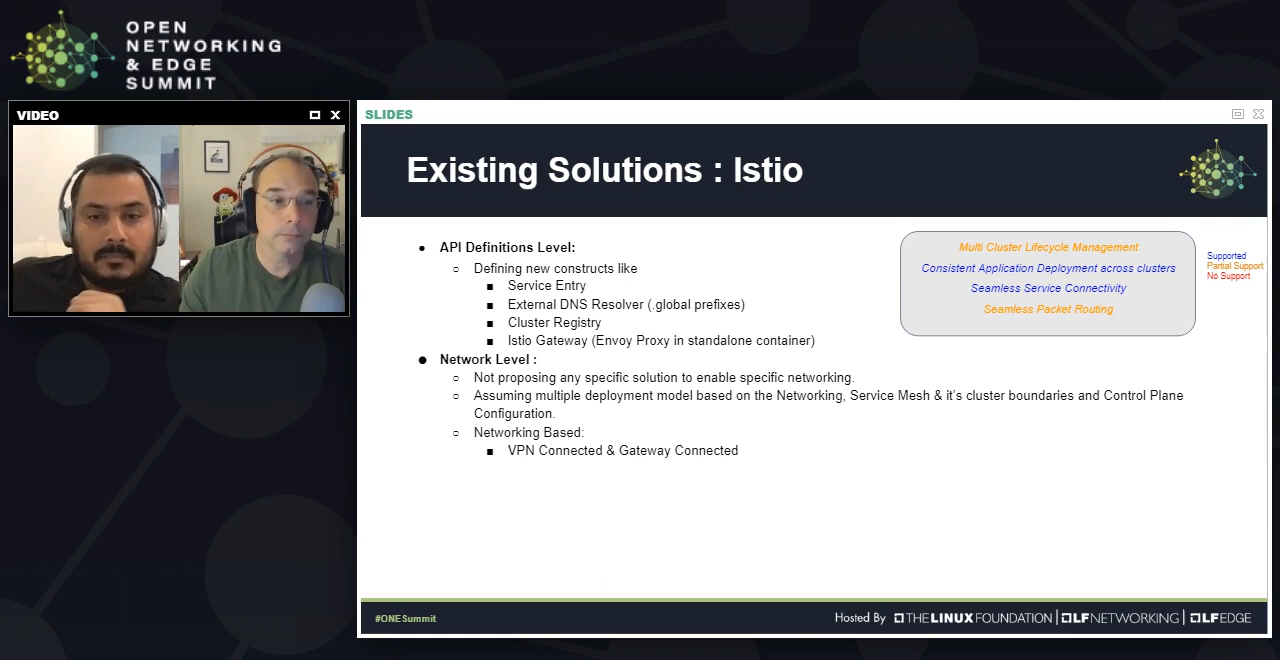 OPEN
NETWORKING
& EDGE
SUMMIT
VIDEO
SLIDES
Existing Solutions : Istio
● API Definitions Level:
○ Defining new constructs like
■ Service Entry
■ External DNS Resolver (.global prefixes)
■ Cluster Registry
■ Istio Gateway (Envoy Proxy in standalone container)
● Network Level :
○ Not proposing any specific solution to enable specific networking.
○ Assuming multiple deployment model based on the Networking, Service Mesh & it's cluster boundaries and Control Plane
Configuration.
○ Networking Based:
■ VPN Connected & Gateway Connected
Multi Cluster Lifecycle Management
Consistent Application Deployment across clusters
Seamless Service Connectivity
Seamless Packet Routing
Supported
Partial Support
No Support
#ONESummit
Hosted By THE LINUX FOUNDATION | LF NETWORKING | LF EDGE